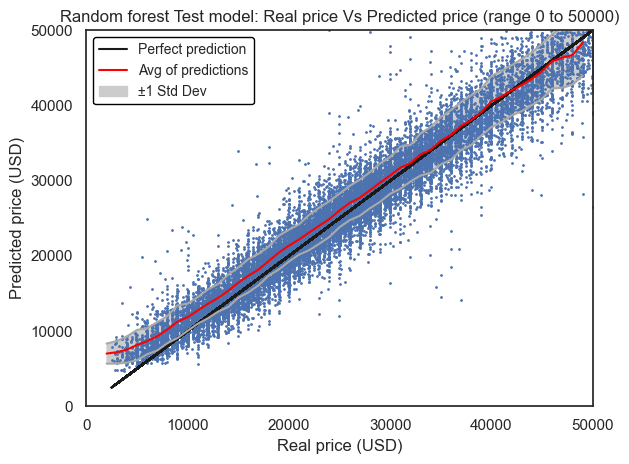 Random forest Test model: Real price Vs Predicted price (range 0 to 50000)
50000
40000
30000
20000
10000
0
Predicted price (USD)
Perfect prediction
Avg of predictions
±1 Std Dev
0 10000 20000 30000 40000 50000
Real price (USD)